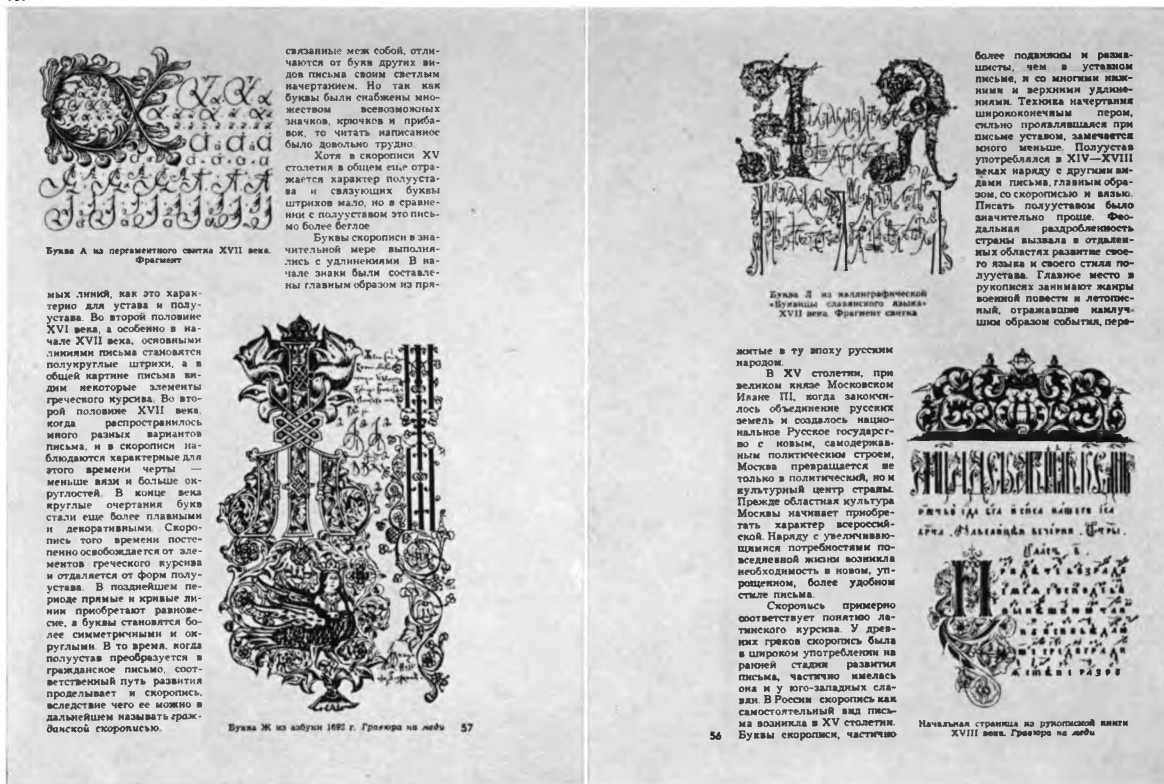 связанные меж собой, отли-
чаются от букв других ви-
дов письма своим светлым
начертанием. Но так как
буквы были снабжены мно-
жеством всевозможных
значков, крючков и приба-
вок, то читать написанное
было довольно трудно.
Хотя в скорописи XV
столетия в общем еще отра-
жается характер полууста-
ва и связующих буквы
штрихов мало, но в сравне-
нии с полууставом это пись-
мо более беглое
Буквы скорописи в зна-
чительной мере выполня-
лись с удлинениями. В на-
чале знаки были составле-
ны главным образом из пря-
Буква А из пергаментного свитка XVII века.
Фрагмент
мых линий, как это харак-
терно для устава и полу-
устава. Во второй половине
XVI века, а особенно в на-
чале XVII века, основными
линиями письма становятся
полукруглые штрихи, а в
общей картине письма ви-
дим некоторые элементы
греческого курсива. Во вто-
рой половине XVII века,
когда распространилось
много разных вариантов
письма, и в скорописи на-
блюдаются характерные для
этого времени черты —
меньше вязи и больше ок-
руглостей. В конце века
круглые очертания букв
стали еще более плавными
и декоративными. Скоро-
пись того времени посте-
пенно освобождается от эле-
ментов греческого курсива
и отдаляется от форм полу-
устава. В позднейшем пе-
риоде прямые и кривые ли-
нии приобретают равнове-
сие, а буквы становятся бо-
лее симметричными и ок-
руглыми. В то время, когда
полуустав преобразуется в
гражданское письмо, соот-
ветственный путь развития
проделывает и скоропись,
вследствие чего ее можно в
дальнейшем называть граж-
данской скорописью.
Буква Ж из азбуки 1692 г. Гравюра на меди
57
более подвижны и разма-
шисты, чем в уставном
письме, и со многими ниж-
ними и верхними удлине-
ниями. Техника начертания
ширококонечным пером,
сильно проявлявшаяся при
письме уставом, замечается
много меньше. Полуустав
употреблялся в XIV—XVIII
веках наряду с другими ви-
дами письма, главным обра-
зом, со скорописью и вязью.
Писать полууставом было
значительно проще. Фео-
дальная раздробленность
страны вызвала в отдален-
ных областях развитие свое-
го языка и своего стиля по-
луустава. Главное место в
рукописях занимают жанры
военной повести и летопис-
ный, отражавшие наилуч-
шим образом события, пере-
Буква Л из каллиграфической
«Буквицы славянского языка»
XVII века. Фрагмент свитка
житые в ту эпоху русским
народом.
В XV столетии, при
великом князе Московском
Иване III, когда закончи-
лось объединение русских
земель и создалось нацио-
нальное Русское государст-
во с новым, самодержав-
ным политическим строем,
Москва превращается не
только в политический, но и
культурный центр страны.
Прежде областная культура
Москвы начинает приобре-
тать характер всероссий-
ской. Наряду с увеличиваю-
щимися потребностями по-
вседневной жизни возникла
необходимость в новом, уп-
рощенном, более удобном
стиле письма.
Скоропись примерно
соответствует понятию ла-
тинского курсива. У древ-
них греков скоропись была
в широком употреблении на
ранней стадии развития
письма, частично имелась
она и у юго-западных сла-
вян. В России скоропись как
самостоятельный вид пись-
ма возникла в XV столетии.
Буквы скорописи, частично
Начальная страница из рукописной книги
XVIII века. Гравюра на меди
56